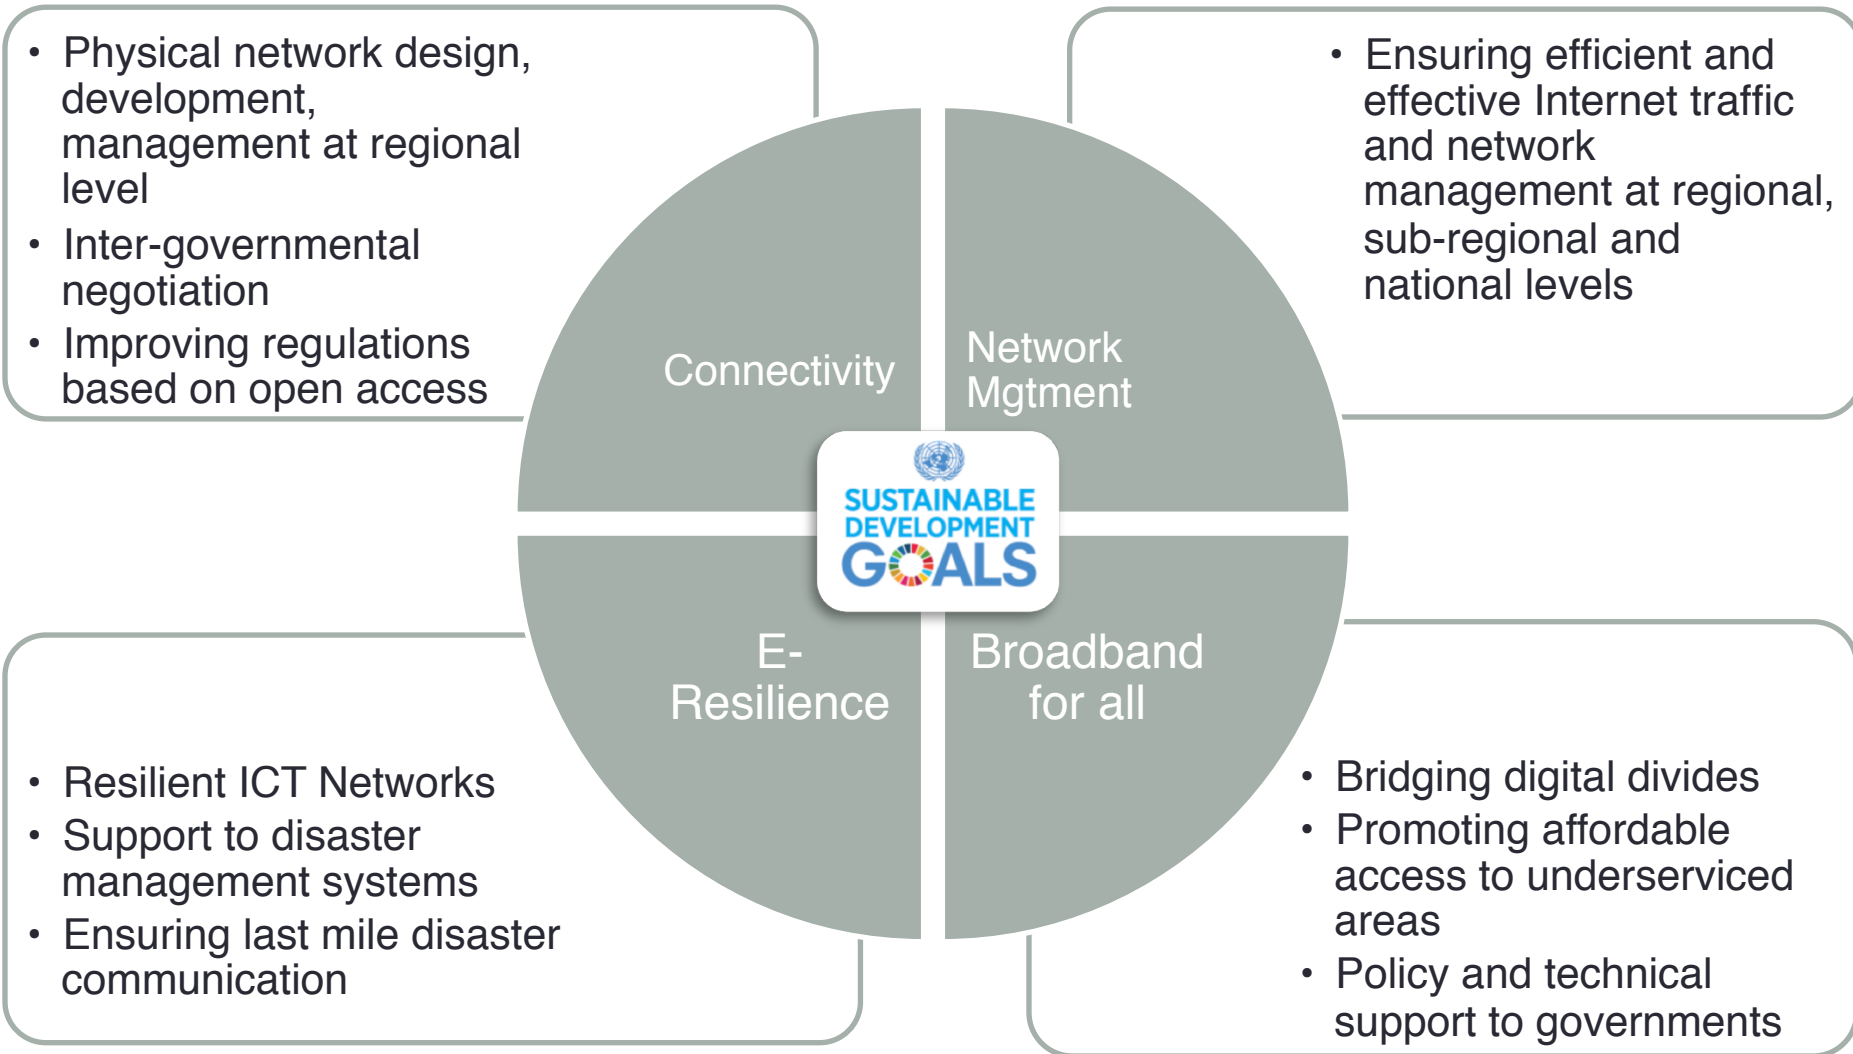 • Physical network design,
development,
management at regional
level
• Inter-governmental
negotiation
• Improving regulations
based on open access
• Ensuring efficient and
effective Internet traffic
and network
management at regional,
sub-regional and
national levels
Connectivity
Network
Mgtment
SUSTAINABLE
DEVELOPMENT
GOALS
E-
Resilience
Broadband
for all
• Resilient ICT Networks
• Support to disaster
management systems
• Ensuring last mile disaster
communication
• Bridging digital divides
• Promoting affordable
access to underserviced
areas
• Policy and technical
support to governments